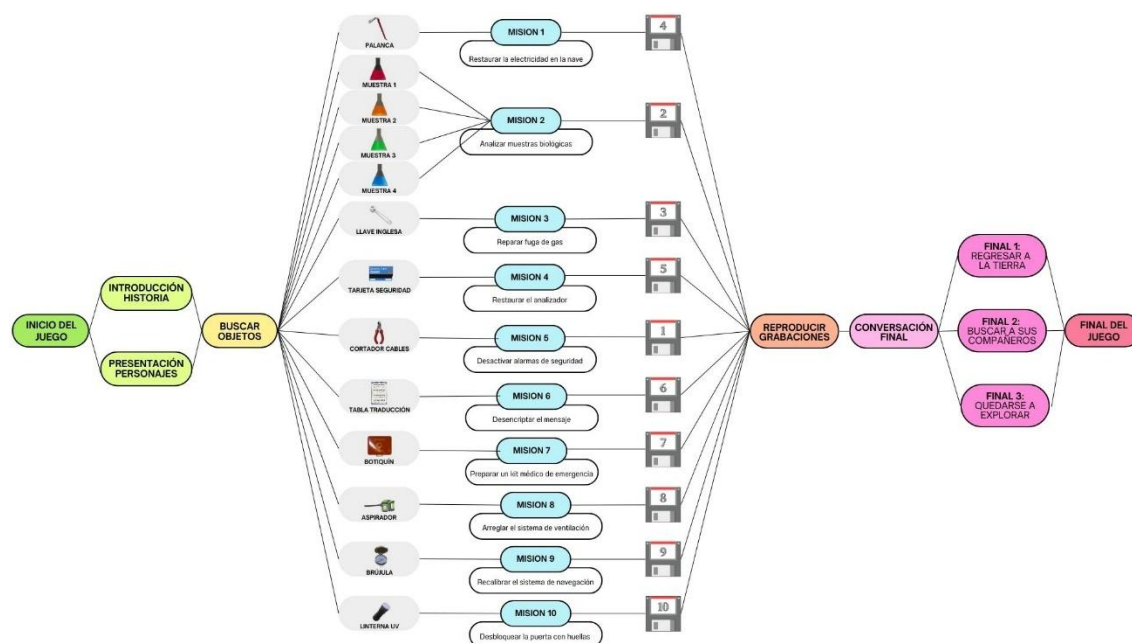 INICIO DEL
JUEGO
INTRODUCCIÓN
HISTORIA
PRESENTACIÓN
PERSONAJES
BUSCAR
OBJETOS
PALANCA
MISION 1
Restaurar la electricidad en la nave
4
MUESTRA 1
MUESTRA 2
MUESTRA 3
MUESTRA 4
MISION 2
Analizar muestras biológicas
2
LLAVE INGLESA
MISION 3
Reparar fuga de gas
3
TARJETA SEGURIDAD
MISION 4
Restaurar el analizador
5
CORTADOR CABLES
MISION 5
Desactivar alarmas de seguridad
1
TABLA TRADUCCIÓN
MISION 6
Desencriptar el mensaje
6
BOTIQUÍN
MISION 7
Preparar un kit médico de emergencia
7
ASPIRADOR
MISION 8
Arreglar el sistema de ventilación
8
BRÚJULA
MISION 9
Recalibrar el sistema de navegación
9
LINTERNA UV
MISION 10
Desbloquear la puerta con huellas
10
REPRODUCIR
GRABACIONES
CONVERSACIÓN
FINAL
FINAL 1:
REGRESAR A
LA TIERRA
FINAL 2:
BUSCAR A SUS
COMPAÑEROS
FINAL 3:
QUEDARSE A
EXPLORAR
FINAL DEL
JUEGO